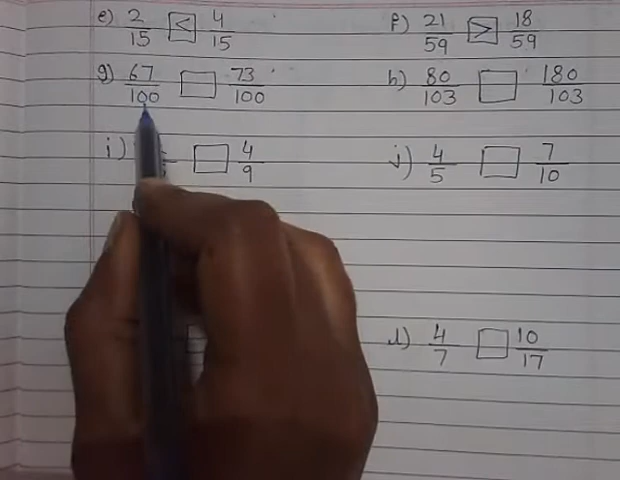 e) 2/15 < 4/15 f) 21/59 > 18/59
g) 67/100 □ 73/100 h) 80/103 □ 180/103
i) □ 4/9 j) 4/5 □ 7/10
l) 4/7 □ 10/17